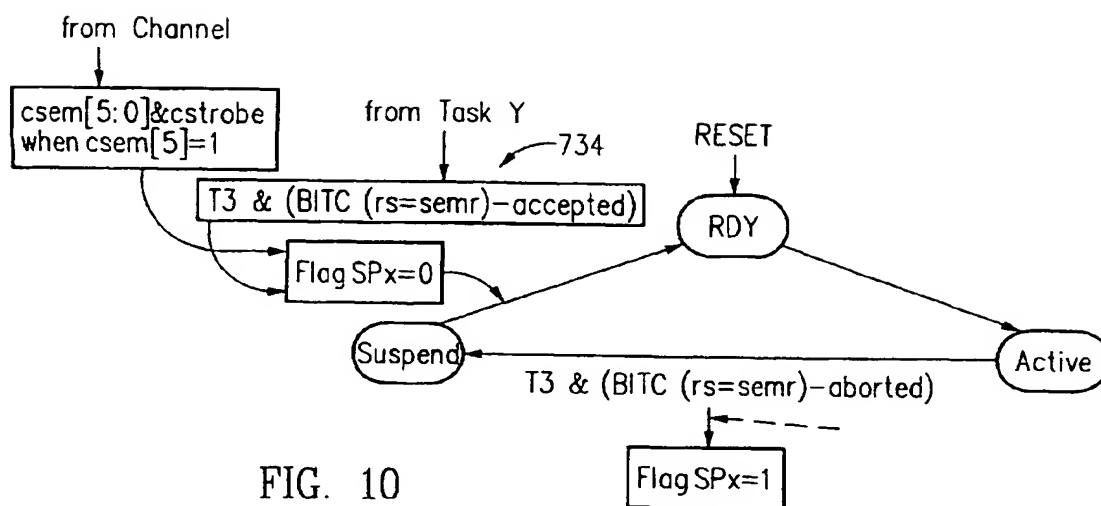 from Channel
csem[5:0]&cstrobe
when csem[5]=1
from Task Y
734
RESET
T3 & (BITC (rs=semr)-accepted)
RDY
Flag SPx=0
Suspend
Active
T3 & (BITC (rs=semr)-aborted)
Flag SPx=1
FIG. 10